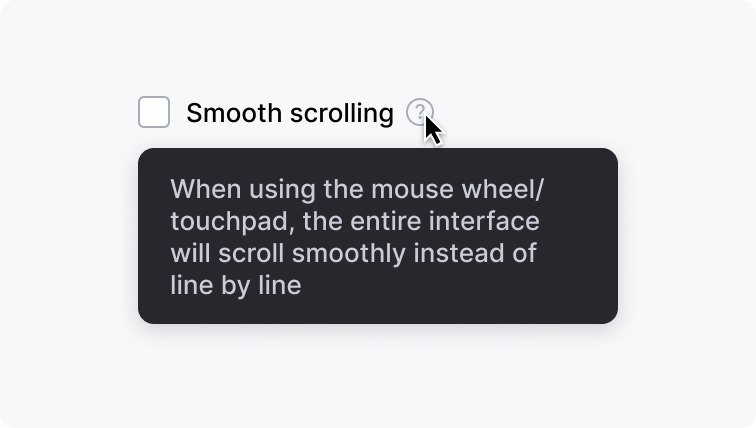 Smooth scrolling ?
When using the mouse wheel/
touchpad, the entire interface
will scroll smoothly instead of
line by line